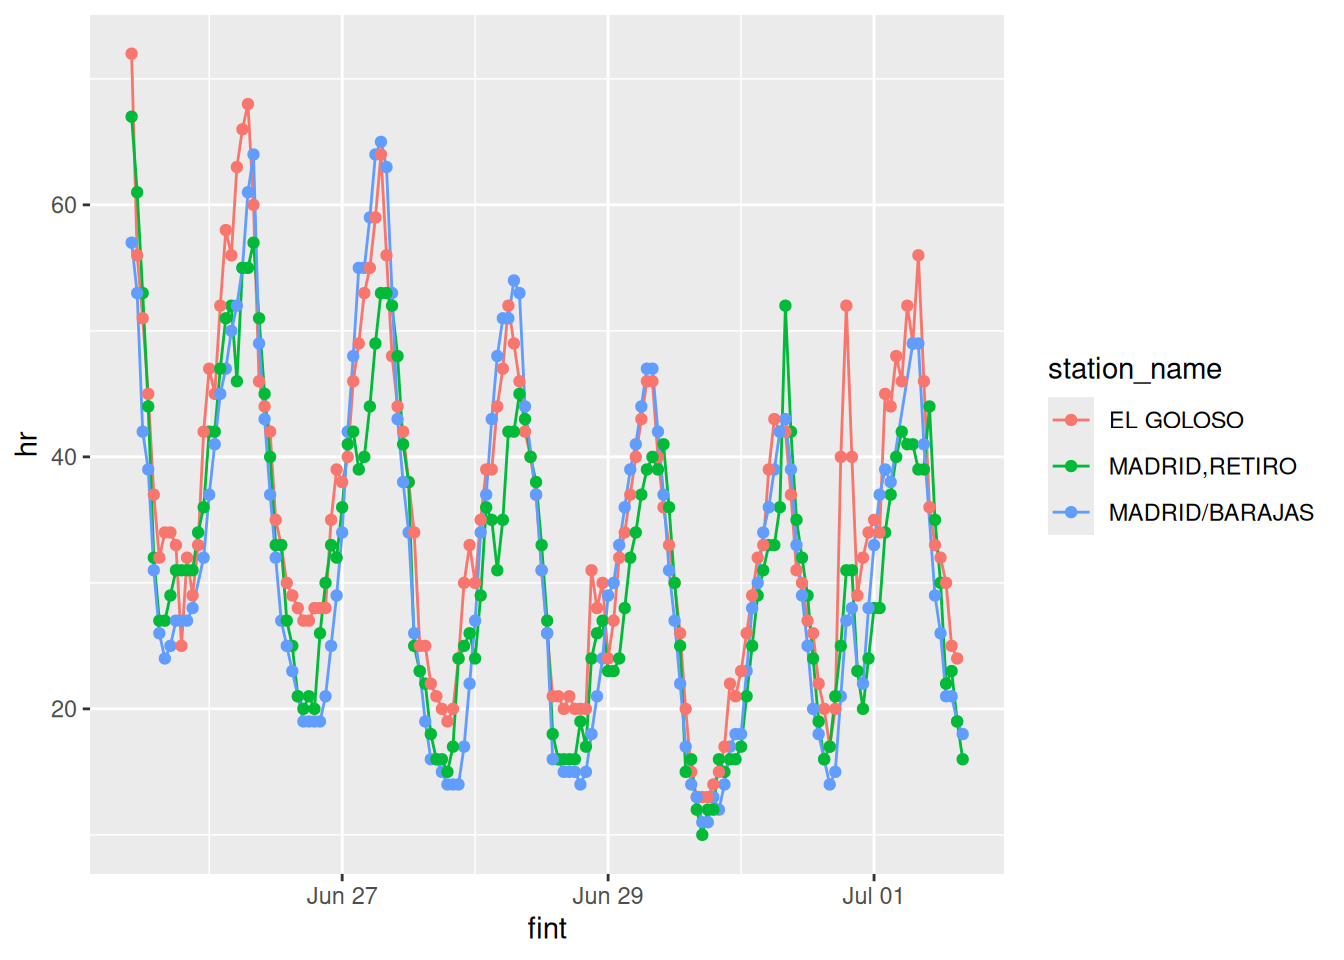 hr
60
40
20
Jun 27
Jun 29
Jul 01
fint
station_name
EL GOLOSO
MADRID,RETIRO
MADRID/BARAJAS